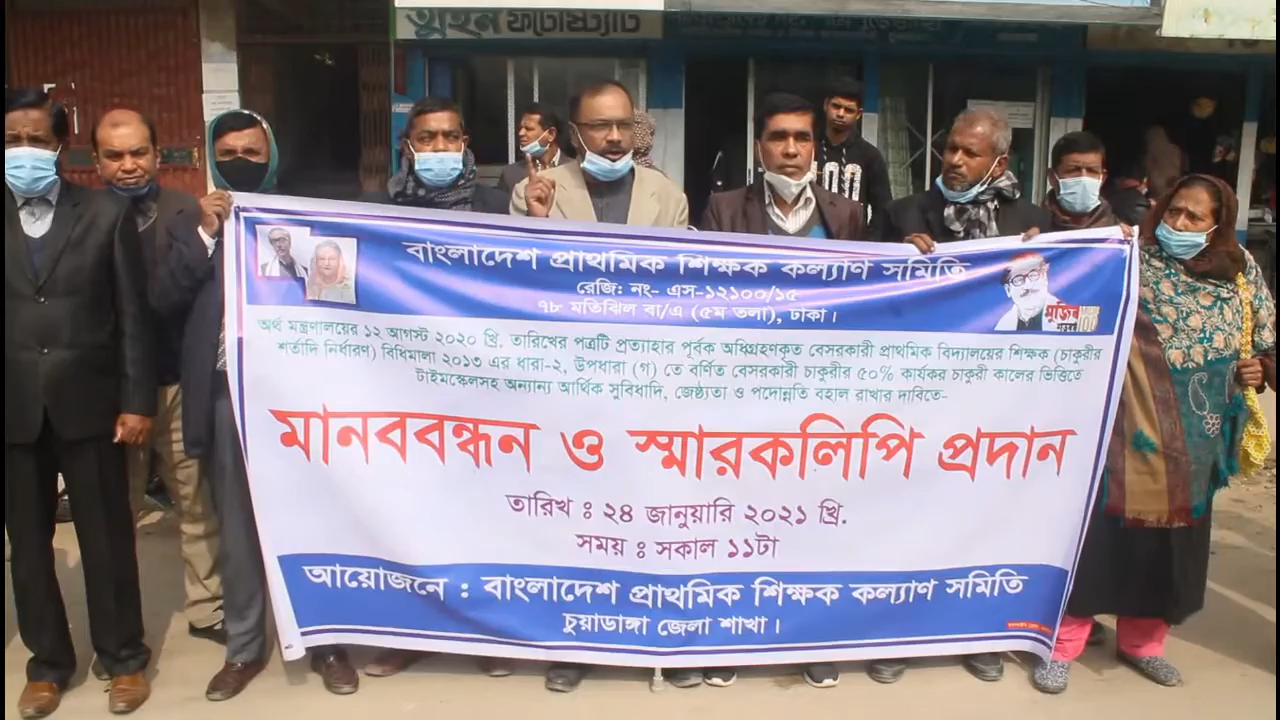 ফটোস্ট্যাট
বাংলাদেশ প্রাথমিক শিক্ষক কল্যাণ সমিতি
রেজি: নং- এস-১২১০০/১৫
৭৮ মতিঝিল বা/এ (৫ম তলা), ঢাকা।
মুজিব
100
অর্থ মন্ত্রণালয়ের ১২ আগস্ট ২০২০ খ্রি. তারিখের পত্রটি প্রত্যাহার পূর্বক অধিগ্রহণকৃত বেসরকারী প্রাথমিক বিদ্যালয়ের শিক্ষক (চাকুরীর
শর্তাদি নির্ধারণ) বিধিমালা ২০১৩ এর ধারা-২, উপধারা (গ) তে বর্ণিত বেসরকারী চাকুরীর ৫০% কার্যকর চাকুরী কালের ভিত্তিতে
টাইমস্কেলসহ অন্যান্য আর্থিক সুবিধাদি, জেষ্ঠ্যতা ও পদোন্নতি বহাল রাখার দাবিতে-
মানববন্ধন ও স্মারকলিপি প্রদান
তারিখ ঃ ২৪ জানুয়ারি ২০২১ খ্রি.
সময় ঃ সকাল ১১টা
আয়োজনে : বাংলাদেশ প্রাথমিক শিক্ষক কল্যাণ সমিতি
চুয়াডাঙ্গা জেলা শাখা।